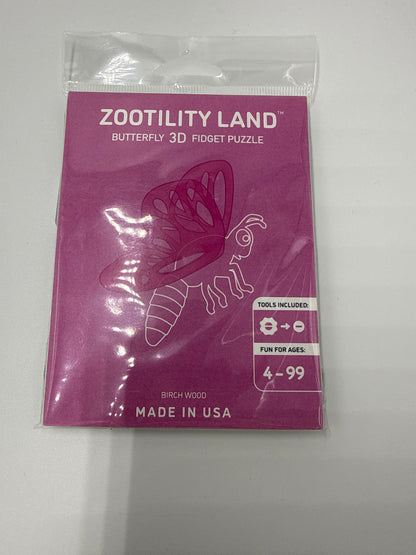 ZOOTILITY LAND™
BUTTERFLY 3D FIDGET PUZZLE
TOOLS INCLUDED:
FUN FOR AGES:
4-99
BIRCH WOOD
MADE IN USA